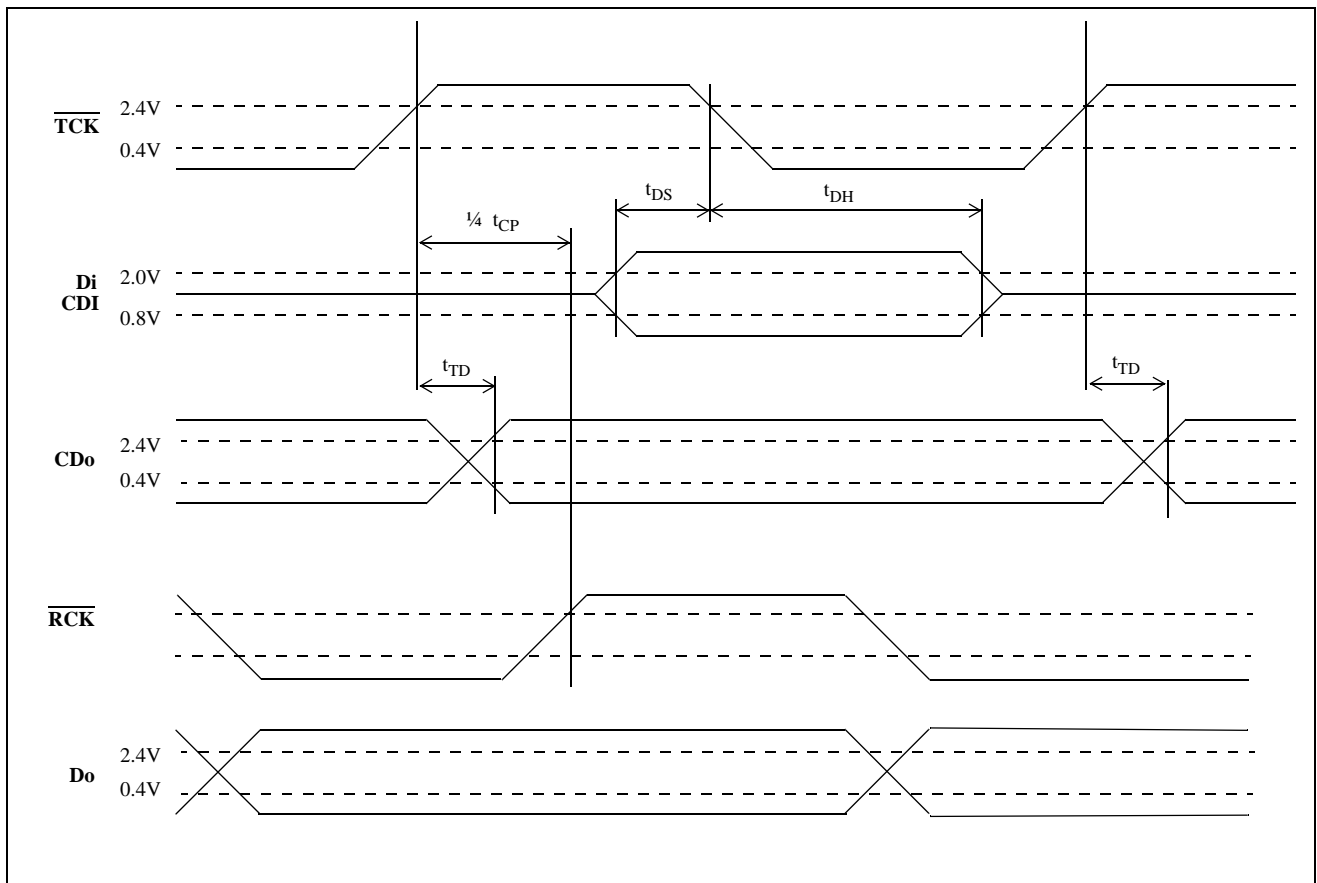 TCK
2.4V
0.4V
tDS
tDH
¼ tCP
Di
CDI
2.0V
0.8V
tTD
tTD
CDo
2.4V
0.4V
RCK
Do
2.4V
0.4V